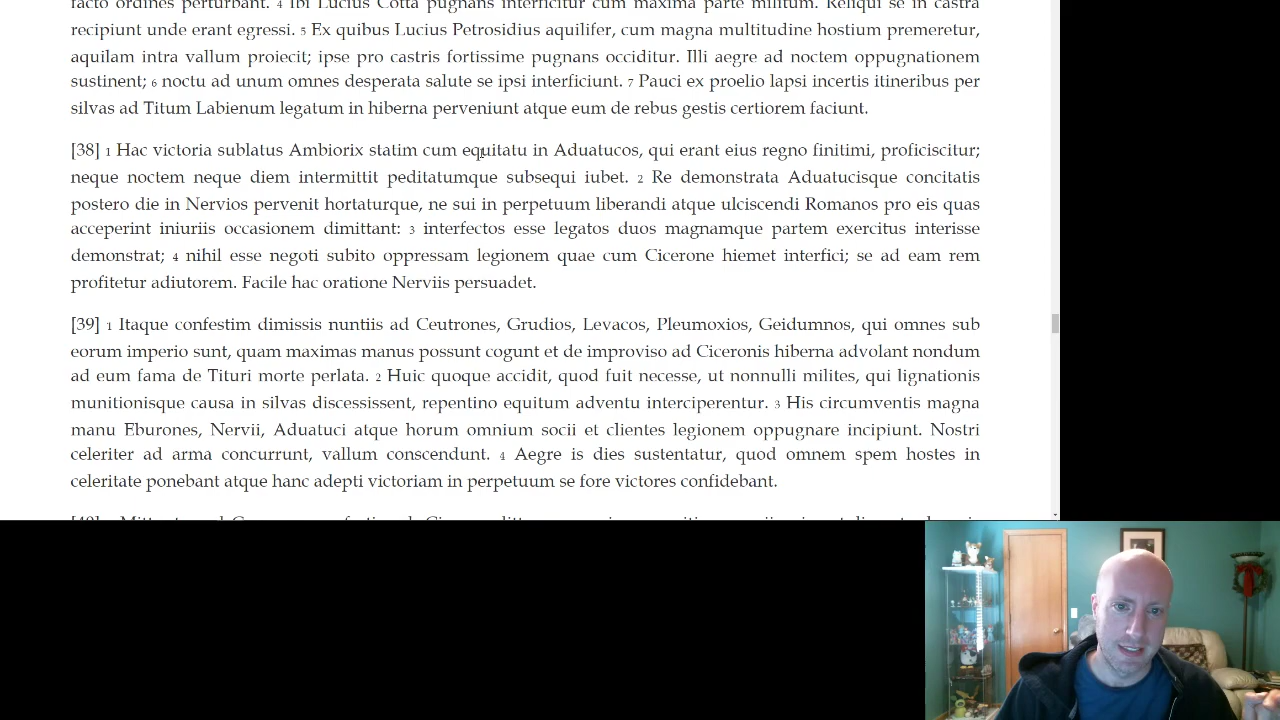 facto ordines perturbant. 4 Ibi Lucius Cotta pugnans interficitur cum maxima parte militum. Reliqui se in castra
recipiunt unde erant egressi. 5 Ex quibus Lucius Petrosidius aquilifer, cum magna multitudine hostium premeretur,
aquilam intra vallum proiecit; ipse pro castris fortissime pugnans occiditur. Illi aegre ad noctem oppugnationem
sustinent; 6 noctu ad unum omnes desperata salute se ipsi interficiunt. 7 Pauci ex proelio lapsi incertis itineribus per
silvas ad Titum Labienum legatum in hiberna perveniunt atque eum de rebus gestis certiorem faciunt.
[38] 1 Hac victoria sublatus Ambiorix statim cum equitatu in Aduatucos, qui erant eius regno finitimi, proficiscitur;
neque noctem neque diem intermittit peditatumque subsequi iubet. 2 Re demonstrata Aduatucisque concitatis
postero die in Nervios pervenit hortaturque, ne sui in perpetuum liberandi atque ulciscendi Romanos pro eis quas
acceperint iniuriis occasionem dimittant: 3 interfectos esse legatos duos magnamque partem exercitus interisse
demonstrat; 4 nihil esse negoti subito oppressam legionem quae cum Cicerone hiemet interfici; se ad eam rem
profitetur adiutorem. Facile hac oratione Nerviis persuadet.
[39] 1 Itaque confestim dimissis nuntiis ad Ceutrones, Grudios, Levacos, Pleumoxios, Geidumnos, qui omnes sub
eorum imperio sunt, quam maximas manus possunt cogunt et de improviso ad Ciceronis hiberna advolant nondum
ad eum fama de Tituri morte perlata. 2 Huic quoque accidit, quod fuit necesse, ut nonnulli milites, qui lignationis
munitionisque causa in silvas discessissent, repentino equitum adventu interciperentur. 3 His circumventis magna
manu Eburones, Nervii, Aduatuci atque horum omnium socii et clientes legionem oppugnare incipiunt. Nostri
celeriter ad arma concurrunt, vallum conscendunt. 4 Aegre is dies sustentatur, quod omnem spem hostes in
celeritate ponebant atque hanc adepti victoriam in perpetuum se fore victores confidebant.